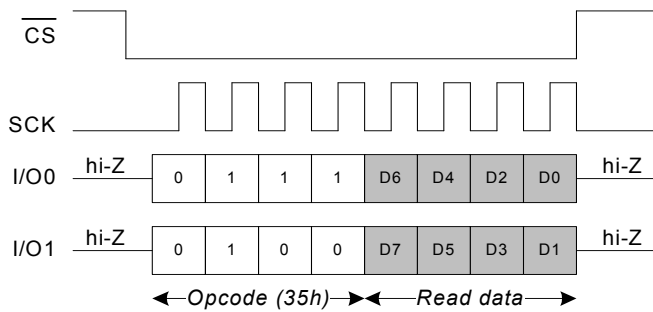 CS
SCK
I/O0 hi-Z 0 1 1 1 D6 D4 D2 D0 hi-Z
I/O1 hi-Z 0 1 0 0 D7 D5 D3 D1 hi-Z
Opcode (35h) Read data